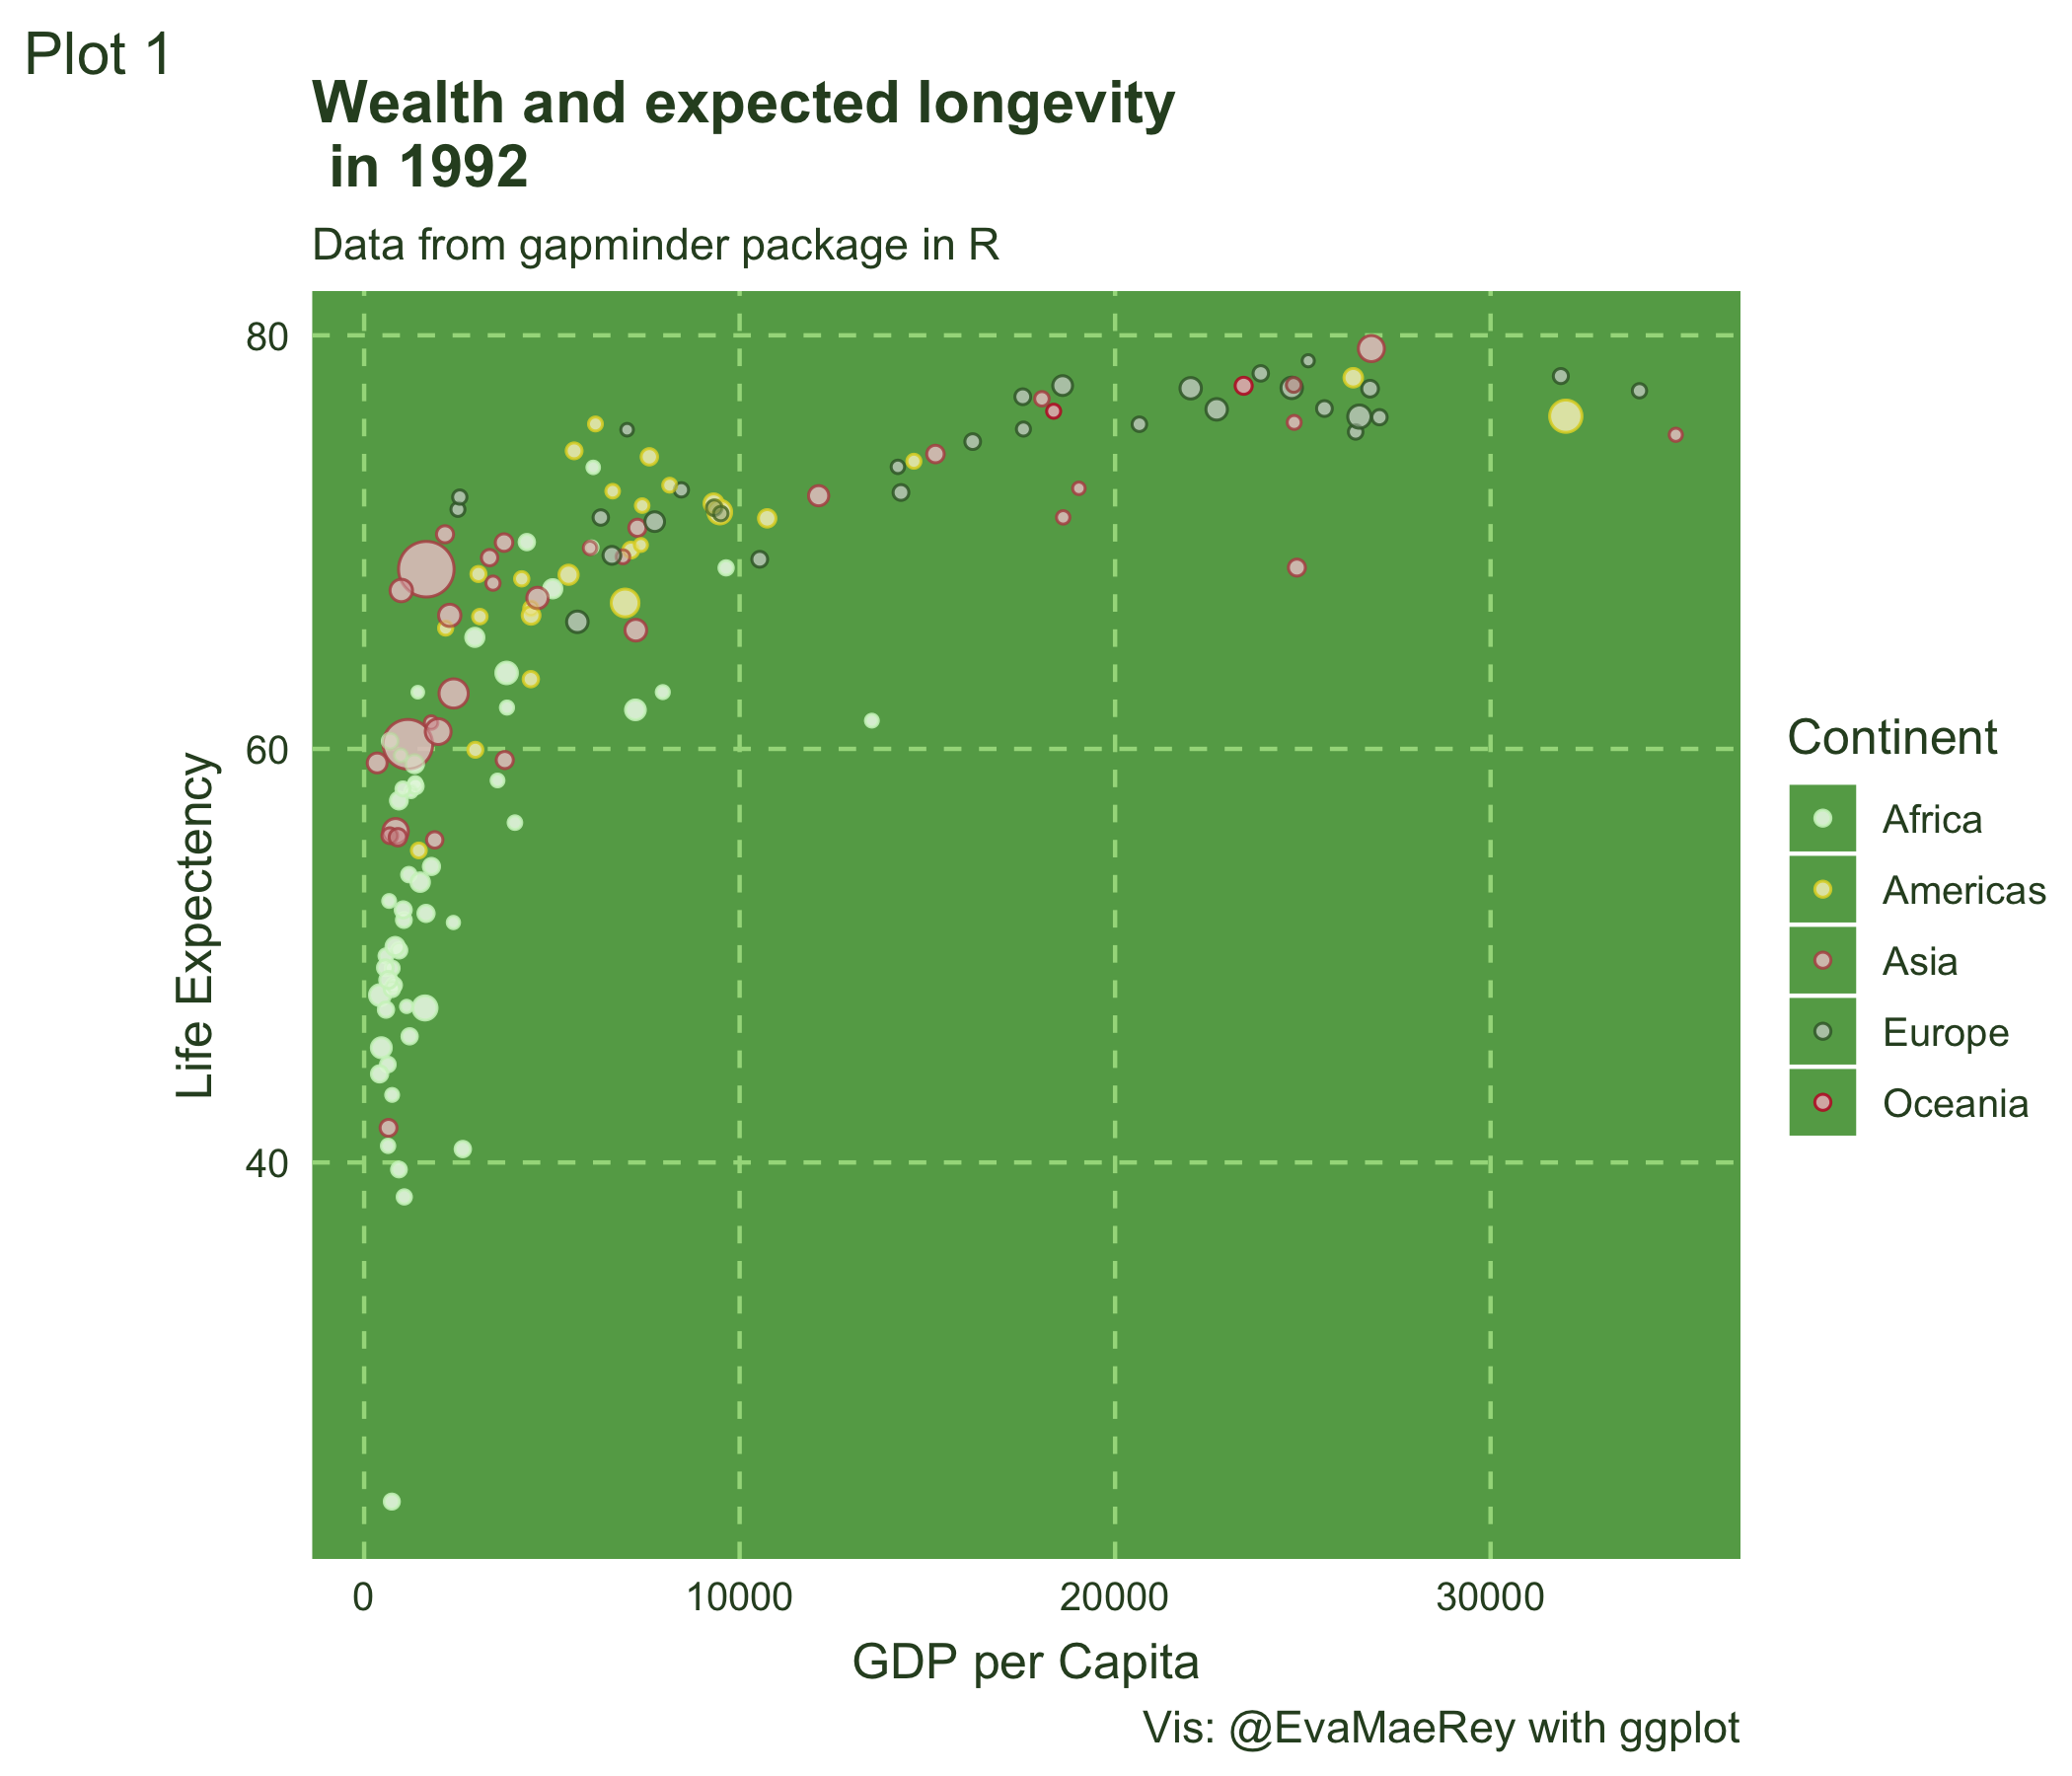 Plot 1
Wealth and expected longevity
in 1992
Data from gapminder package in R
80
60
40
Life Expectency
0 10000 20000 30000
GDP per Capita
Continent
Africa
Americas
Asia
Europe
Oceania
Vis: @EvaMaeRey with ggplot